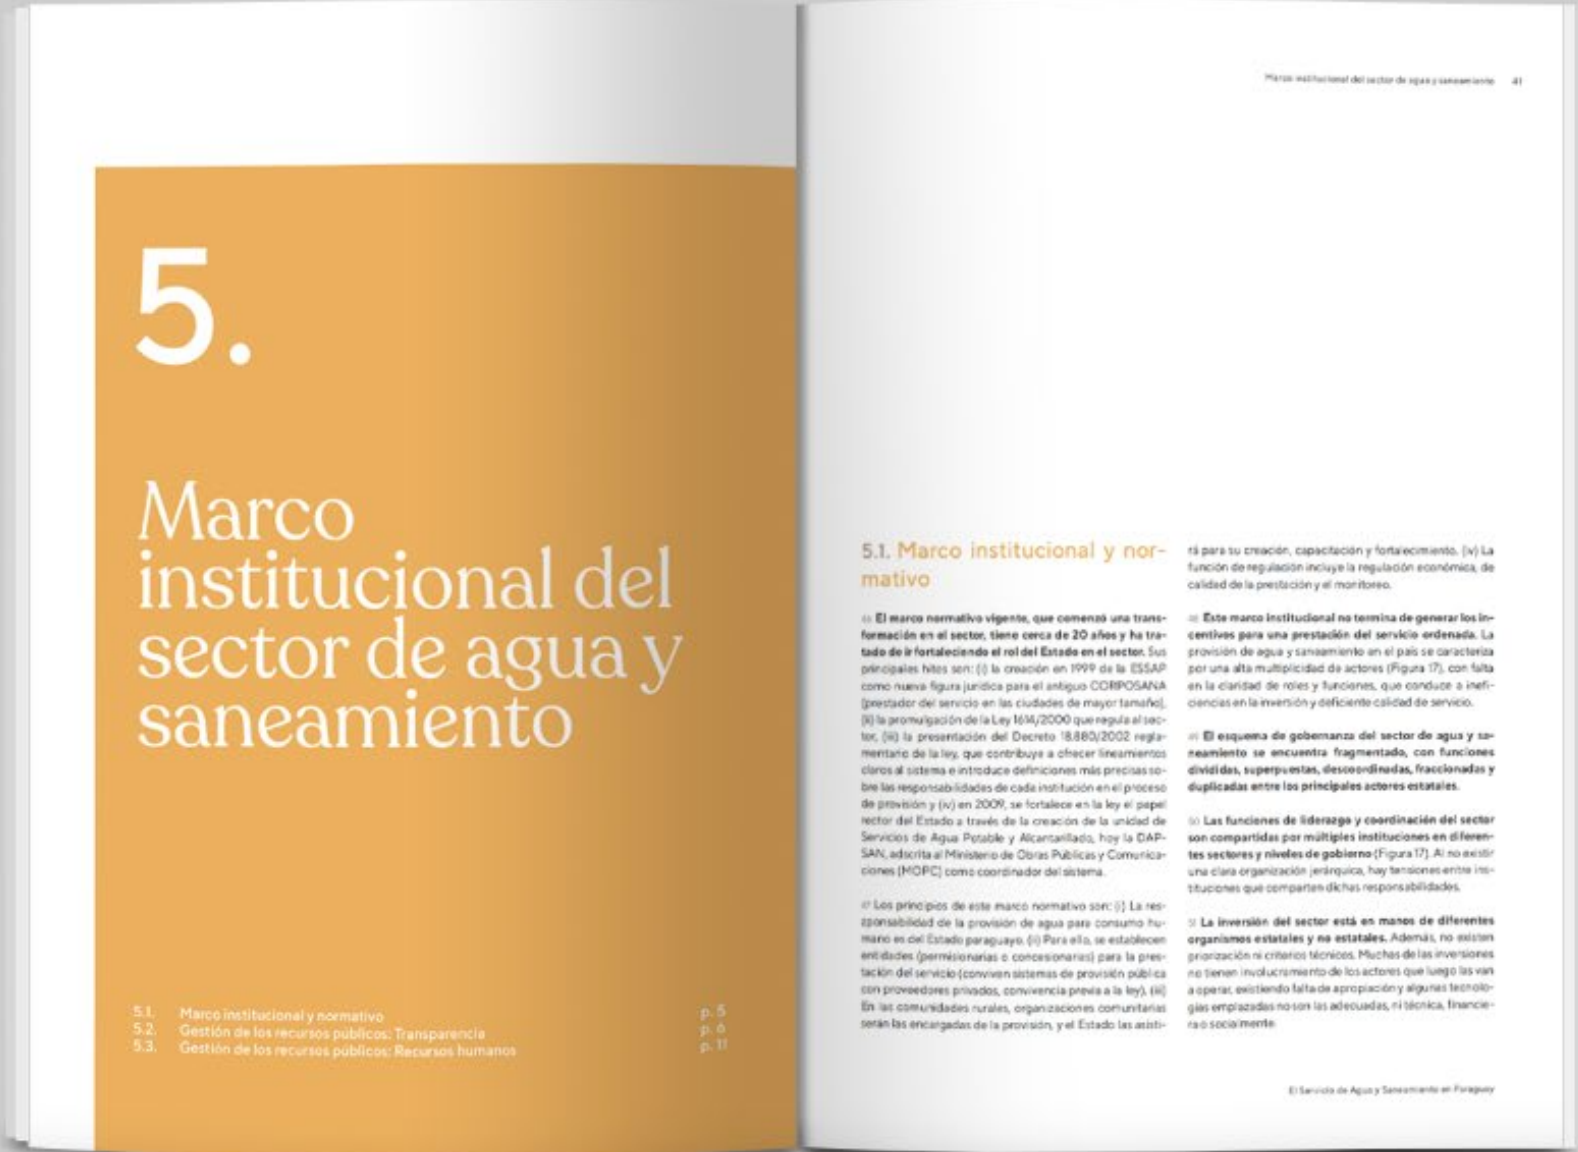 5.
Marco
institucional del
sector de agua y
saneamiento
5.1. Marco institucional y normativo p. 5
5.2. Gestión de los recursos públicos: Transparencia p. 6
5.3. Gestión de los recursos públicos: Recursos humanos p. 11
Marco institucional del sector de agua y saneamiento 41
5.1. Marco institucional y nor-
mativo
El marco normativo vigente, que comenzó una trans-
formación en el sector, tiene cerca de 20 años y ha tra-
tado de ir fortaleciendo el rol del Estado en el sector. Sus
principales hitos son: (i) la creación en 1999 de la ESSAP
como nueva figura jurídica para el antiguo CORPOSANA
(prestador del servicio en las ciudades de mayor tamaño),
(ii) la promulgación de la Ley 1614/2000 que regula al sec-
tor, (iii) la presentación del Decreto 18.880/2002 regla-
mentario de la ley, que contribuye a ofrecer lineamientos
claros al sistema e introduce definiciones más precisas so-
bre las responsabilidades de cada institución en el proceso
de provisión y (iv) en 2009, se fortalece en la ley el papel
rector del Estado a través de la creación de la unidad de
Servicios de Agua Potable y Alcantarillado, hoy la DAP-
SAN, adscrita al Ministerio de Obras Públicas y Comunica-
ciones (MOPC) como coordinador del sistema.
47 Los principios de este marco normativo son: (i) La res-
ponsabilidad de la provisión de agua para consumo hu-
mano es del Estado paraguayo. (ii) Para ello, se establecen
entidades (permisionarias o concesionarias) para la pres-
tación del servicio (conviven sistemas de provisión pública
con proveedores privados, convivencia previa a la ley). (iii)
En las comunidades rurales, organizaciones comunitarias
serán las encargadas de la provisión, y el Estado las asisti-
rá para su creación, capacitación y fortalecimiento. (iv) La
función de regulación incluye la regulación económica, de
calidad de la prestación y el monitoreo.
Este marco institucional no termina de generar los in-
centivos para una prestación del servicio ordenada. La
provisión de agua y saneamiento en el país se caracteriza
por una alta multiplicidad de actores (Figura 17), con falta
en la claridad de roles y funciones, que conduce a inefi-
ciencias en la inversión y deficiente calidad de servicio.
El esquema de gobernanza del sector de agua y sa-
neamiento se encuentra fragmentado, con funciones
divididas, superpuestas, descoordinadas, fraccionadas y
duplicadas entre los principales actores estatales.
50 Las funciones de liderazgo y coordinación del sector
son compartidas por múltiples instituciones en diferen-
tes sectores y niveles de gobierno (Figura 17). Al no existir
una clara organización jerárquica, hay tensiones entre ins-
tituciones que comparten dichas responsabilidades.
51 La inversión del sector está en manos de diferentes
organismos estatales y no estatales. Además, no existen
priorización ni criterios técnicos. Muchas de las inversiones
no tienen involucramiento de los actores que luego las van
a operar, existiendo falta de apropiación y algunas tecnolo-
gías emplazadas no son las adecuadas, ni técnica, financie-
ra o socialmente.
El Servicio de Agua y Saneamiento en Paraguay